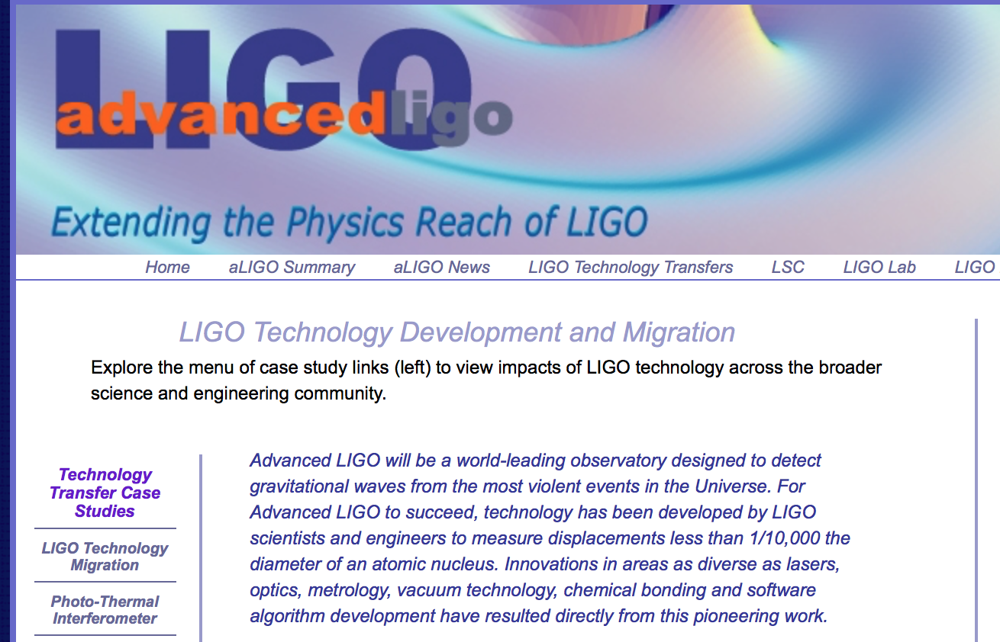 LIGO
advancedligo
Extending the Physics Reach of LIGO
Home aLIGO Summary aLIGO News LIGO Technology Transfers LSC LIGO Lab LIGO
LIGO Technology Development and Migration
Explore the menu of case study links (left) to view impacts of LIGO technology across the broader
science and engineering community.
Technology
Transfer Case
Studies
LIGO Technology
Migration
Photo-Thermal
Interferometer
Advanced LIGO will be a world-leading observatory designed to detect
gravitational waves from the most violent events in the Universe. For
Advanced LIGO to succeed, technology has been developed by LIGO
scientists and engineers to measure displacements less than 1/10,000 the
diameter of an atomic nucleus. Innovations in areas as diverse as lasers,
optics, metrology, vacuum technology, chemical bonding and software
algorithm development have resulted directly from this pioneering work.